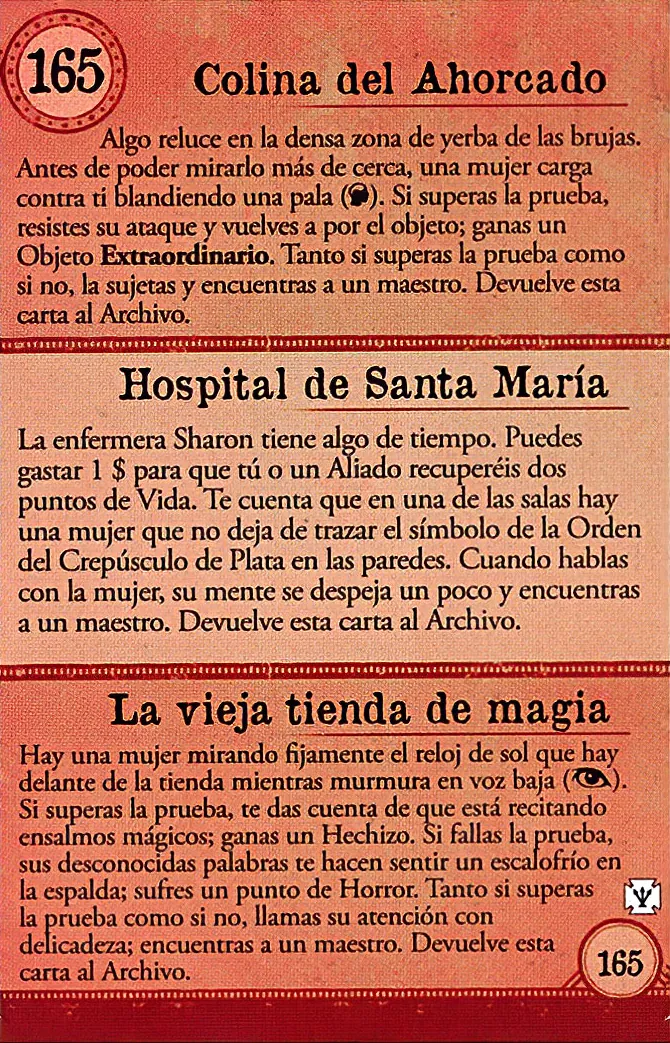 165
Colina del Ahorcado
Algo reluce en la densa zona de yerba de las brujas.
Antes de poder mirarlo más de cerca, una mujer carga
contra ti blandiendo una pala (). Si superas la prueba,
resistes su ataque y vuelves a por el objeto; ganas un
Objeto Extraordinario. Tanto si superas la prueba como
si no, la sujetas y encuentras a un maestro. Devuelve esta
carta al Archivo.
Hospital de Santa María
La enfermera Sharon tiene algo de tiempo. Puedes
gastar 1 $ para que tú o un Aliado recuperéis dos
puntos de Vida. Te cuenta que en una de las salas hay
una mujer que no deja de trazar el símbolo de la Orden
del Crepúsculo de Plata en las paredes. Cuando hablas
con la mujer, su mente se despeja un poco y encuentras
a un maestro. Devuelve esta carta al Archivo.
La vieja tienda de magia
Hay una mujer mirando fijamente el reloj de sol que hay
delante de la tienda mientras murmura en voz baja ().
Si superas la prueba, te das cuenta de que está recitando
ensalmos mágicos; ganas un Hechizo. Si fallas la prueba,
sus desconocidas palabras te hacen sentir un escalofrío en
la espalda; sufres un punto de Horror. Tanto si superas
la prueba como si no, llamas su atención con
delicadeza; encuentras a un maestro. Devuelve esta
carta al Archivo.
165